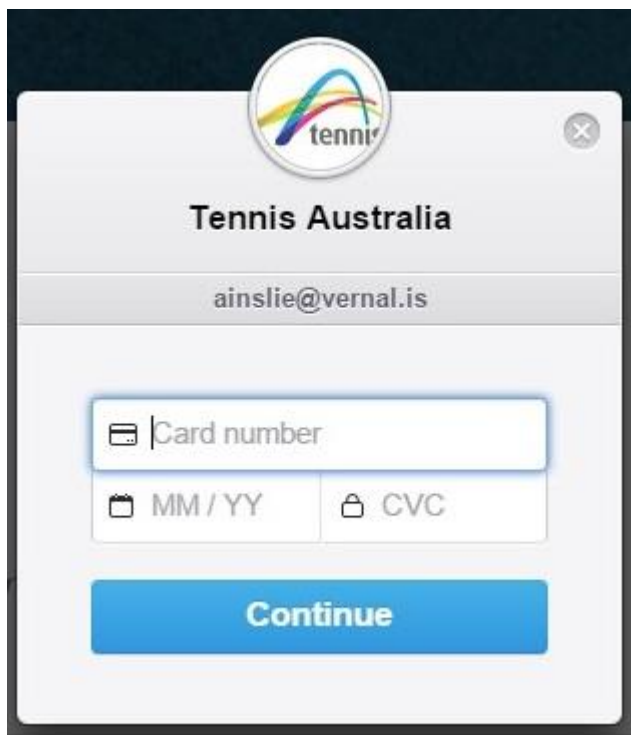 tennis
Tennis Australia
ainslie@vernal.is
Card number
MM / YY
CVC
Continue